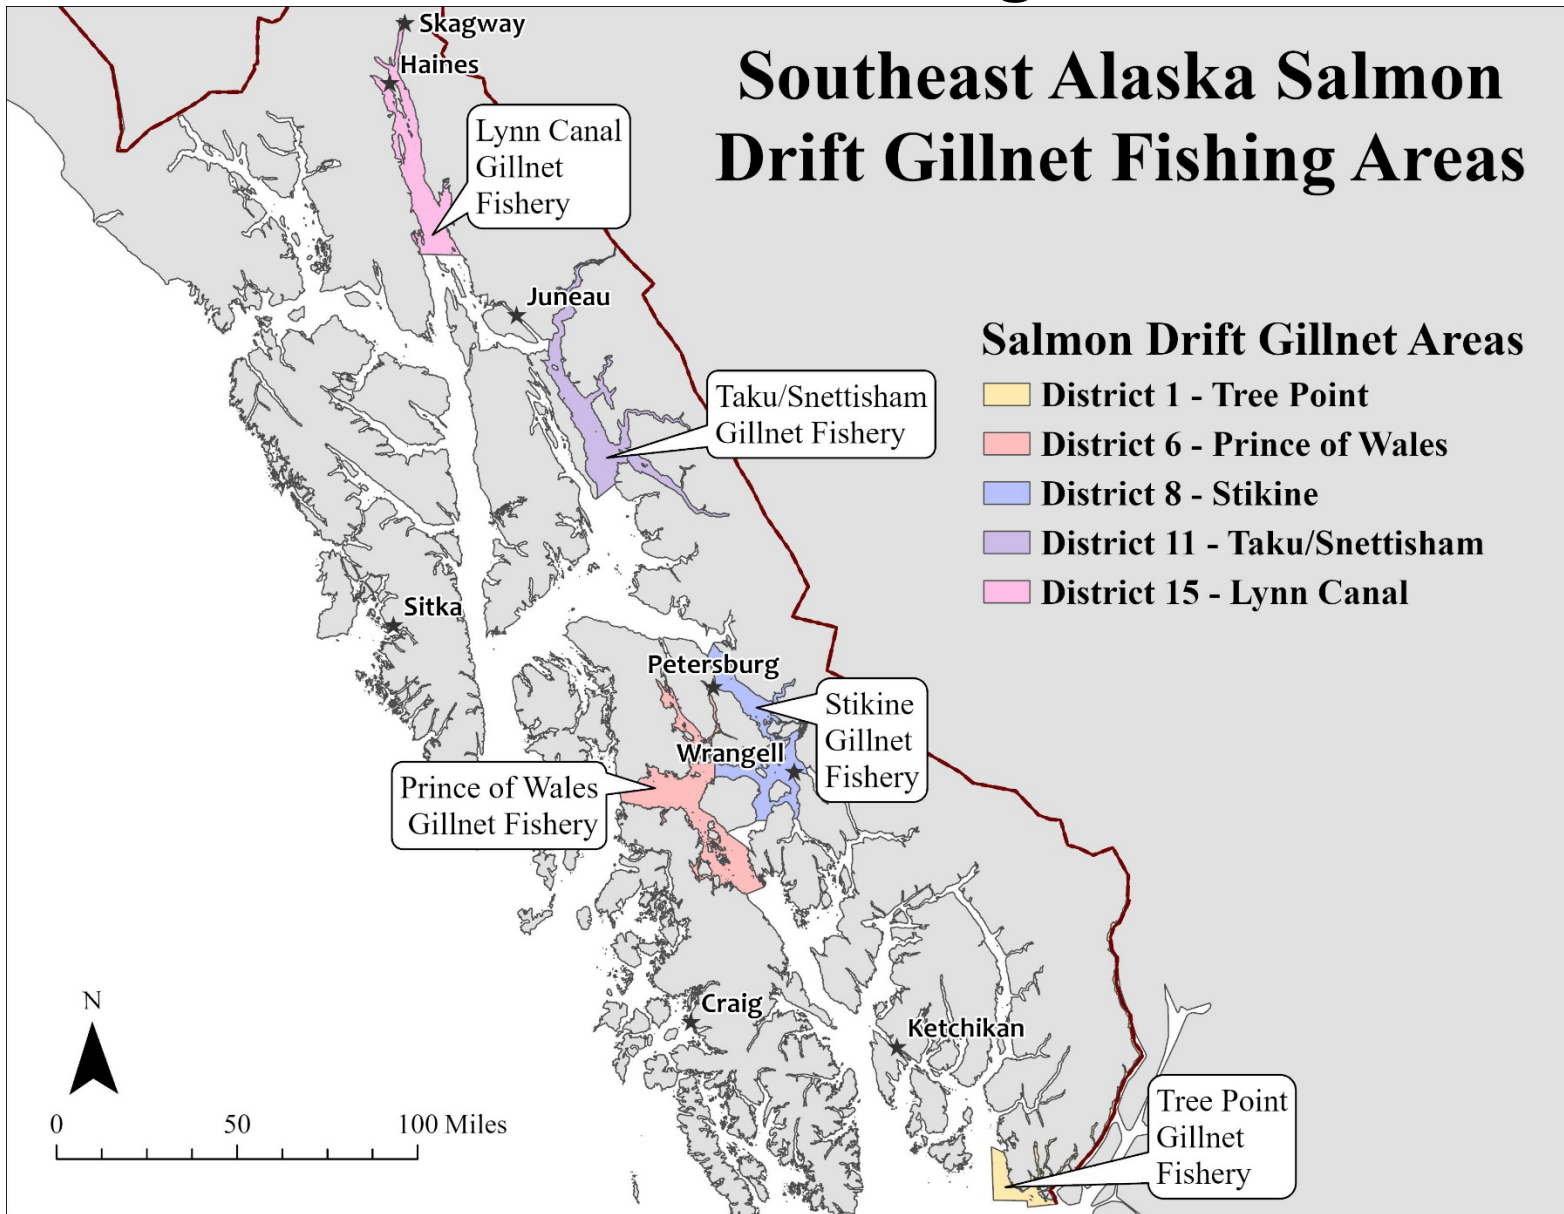 Skagway
Haines
Southeast Alaska Salmon
Drift Gillnet Fishing Areas
Lynn Canal
Gillnet
Fishery
Juneau
Salmon Drift Gillnet Areas
District 1 - Tree Point
District 6 - Prince of Wales
District 8 - Stikine
District 11 - Taku/Snettisham
District 15 - Lynn Canal
Taku/Snettisham
Gillnet Fishery
Sitka
Petersburg
Stikine
Gillnet
Fishery
Wrangell
Prince of Wales
Gillnet Fishery
Craig
Ketchikan
N
0 50 100 Miles
Tree Point
Gillnet
Fishery